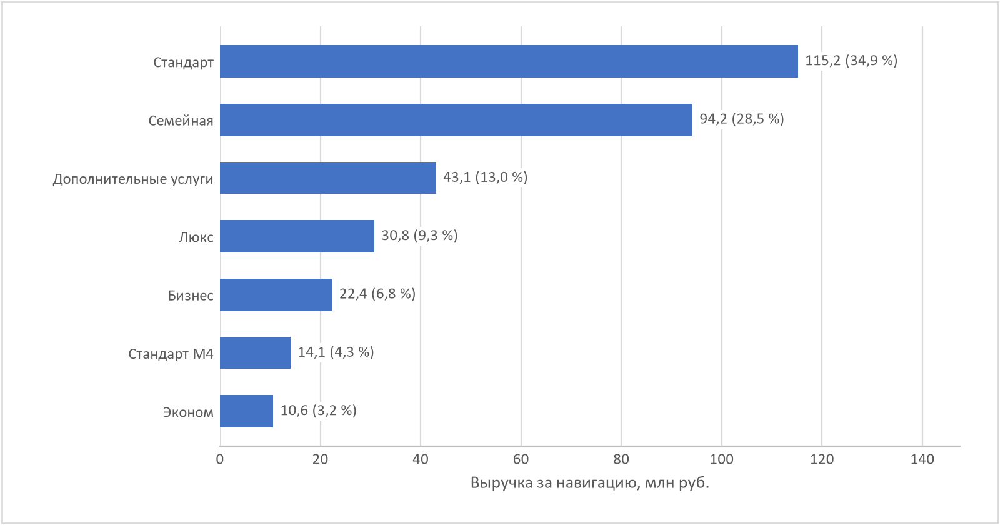 Стандарт
115,2 (34,9 %)
Семейная
94,2 (28,5 %)
Дополнительные услуги
43,1 (13,0 %)
Люкс
30,8 (9,3 %)
Бизнес
22,4 (6,8 %)
Стандарт М4
14,1 (4,3 %)
Эконом
10,6 (3,2 %)
0 20 40 60 80 100 120 140
Выручка за навигацию, млн руб.